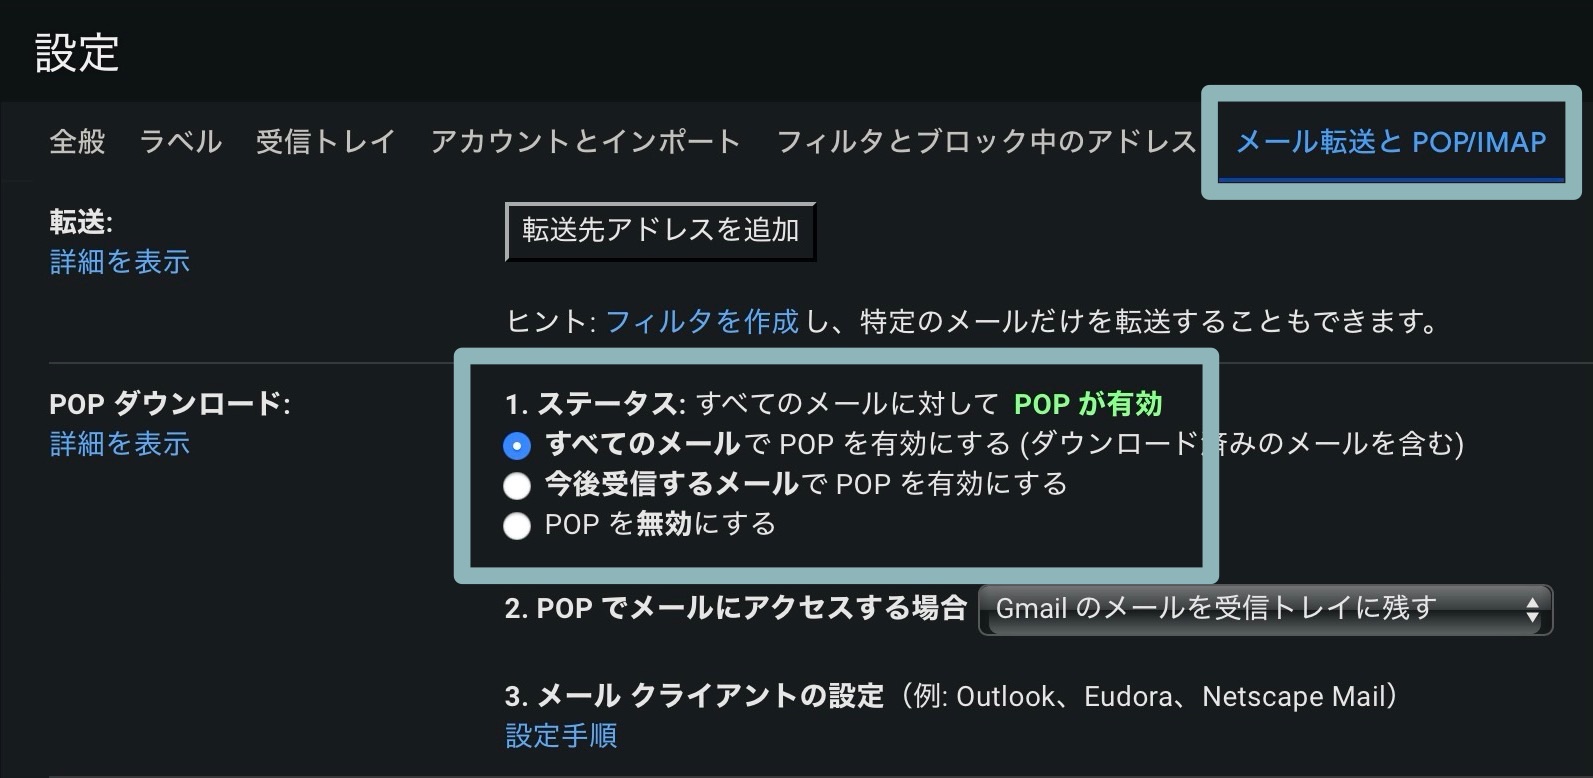 設定
全般 ラベル 受信トレイ アカウントとインポート フィルタとブロック中のアドレス メール転送と POP/IMAP
転送:
詳細を表示
転送先アドレスを追加
ヒント: フィルタを作成し、特定のメールだけを転送することもできます。
POP ダウンロード:
詳細を表示
1. ステータス: すべてのメールに対して POP が有効
すべてのメールで POP を有効にする (ダウンロード済みのメールを含む)
今後受信するメールで POP を有効にする
POP を無効にする
2. POP でメールにアクセスする場合 Gmail のメールを受信トレイに残す
3. メール クライアントの設定（例: Outlook、Eudora、Netscape Mail）
設定手順